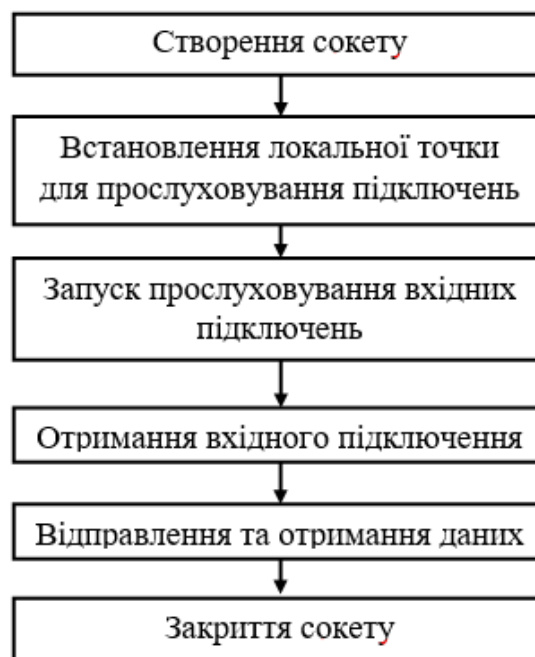 Створення сокету
Встановлення локальної точки
для прослуховування підключень
Запуск прослуховування вхідних
підключень
Отримання вхідного підключення
Відправлення та отримання даних
Закриття сокету